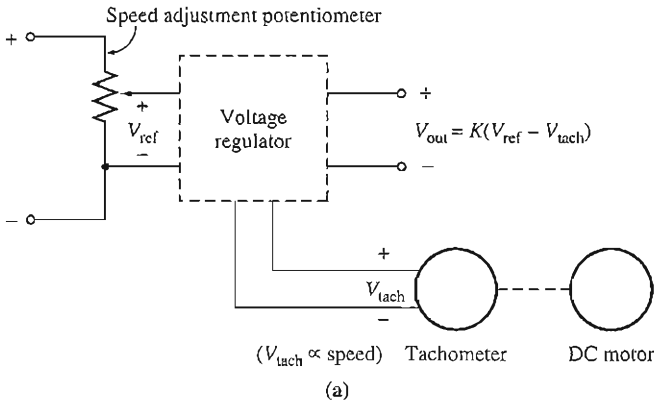 Speed adjustment potentiometer
+
+
V_ref
−
−
Voltage
regulator
+
V_out = K(V_ref − V_tach)
−
+
V_tach
−
(V_tach ∝ speed)
Tachometer
DC motor
(a)